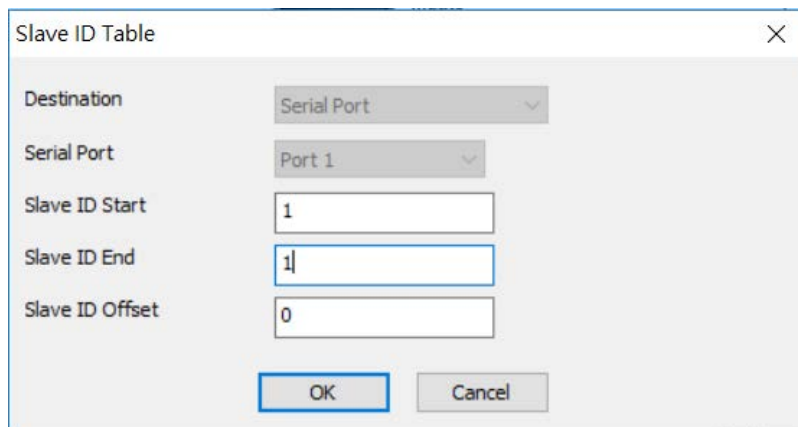 Slave ID Table
Destination Serial Port
Serial Port Port 1
Slave ID Start 1
Slave ID End 1
Slave ID Offset 0
OK Cancel